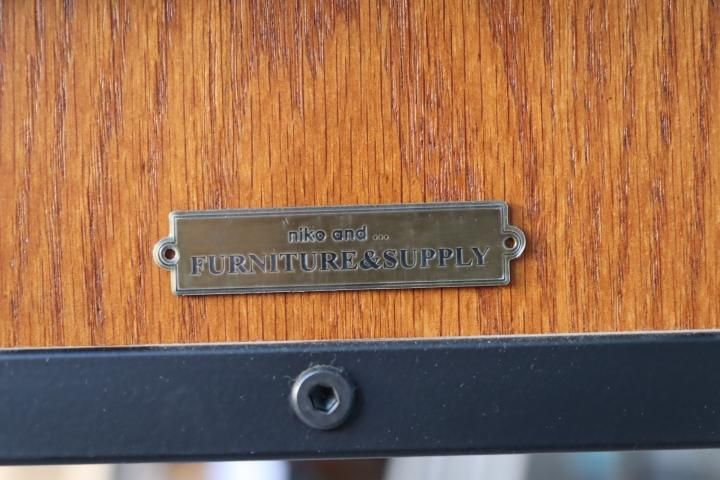 niko and ...
FURNITURE&SUPPLY